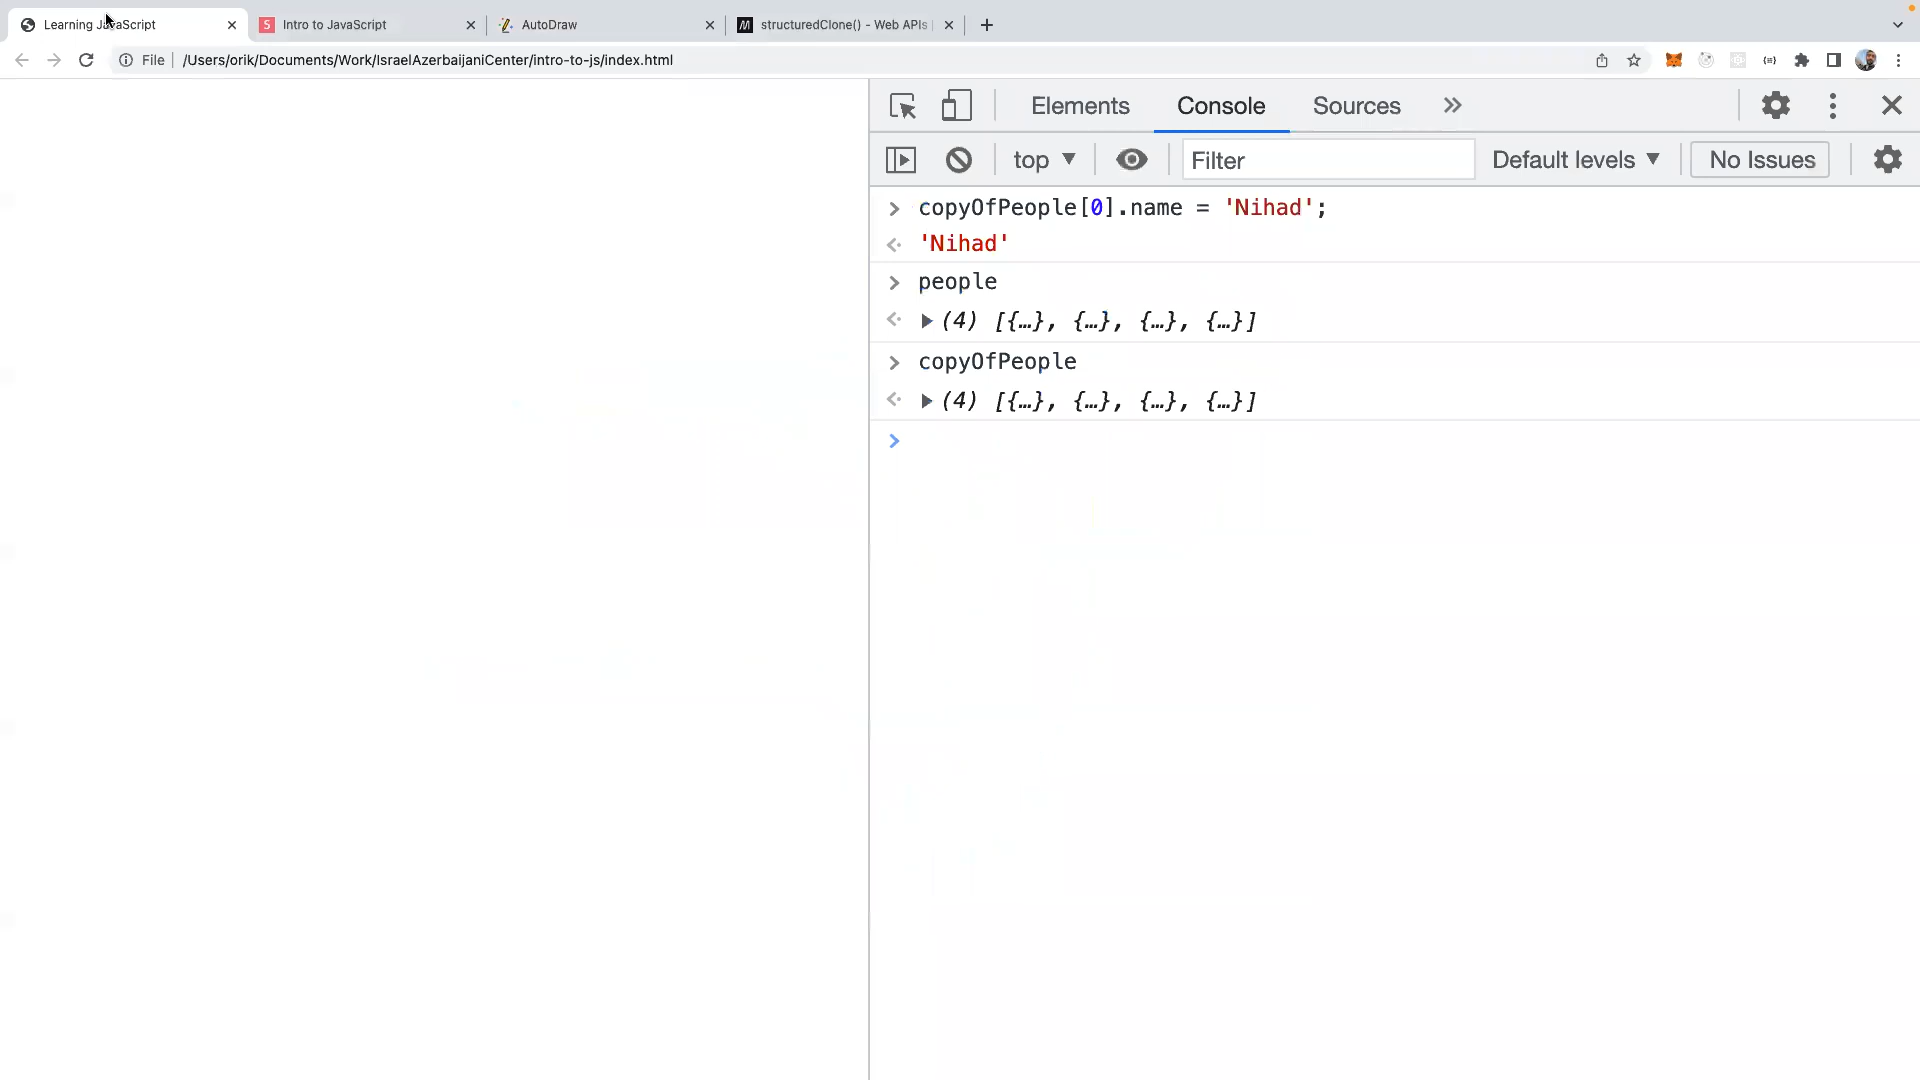 Learning JavaScript
Intro to JavaScript
AutoDraw
structuredClone() - Web APIs |
File
/Users/orik/Documents/Work/IsraelAzerbaijaniCenter/intro-to-js/index.html
Elements
Console
Sources
top
Filter
Default levels
No Issues
copyOfPeople[0].name = 'Nihad';
'Nihad'
people
(4) [{…}, {…}, {…}, {…}]
copyOfPeople
(4) [{…}, {…}, {…}, {…}]